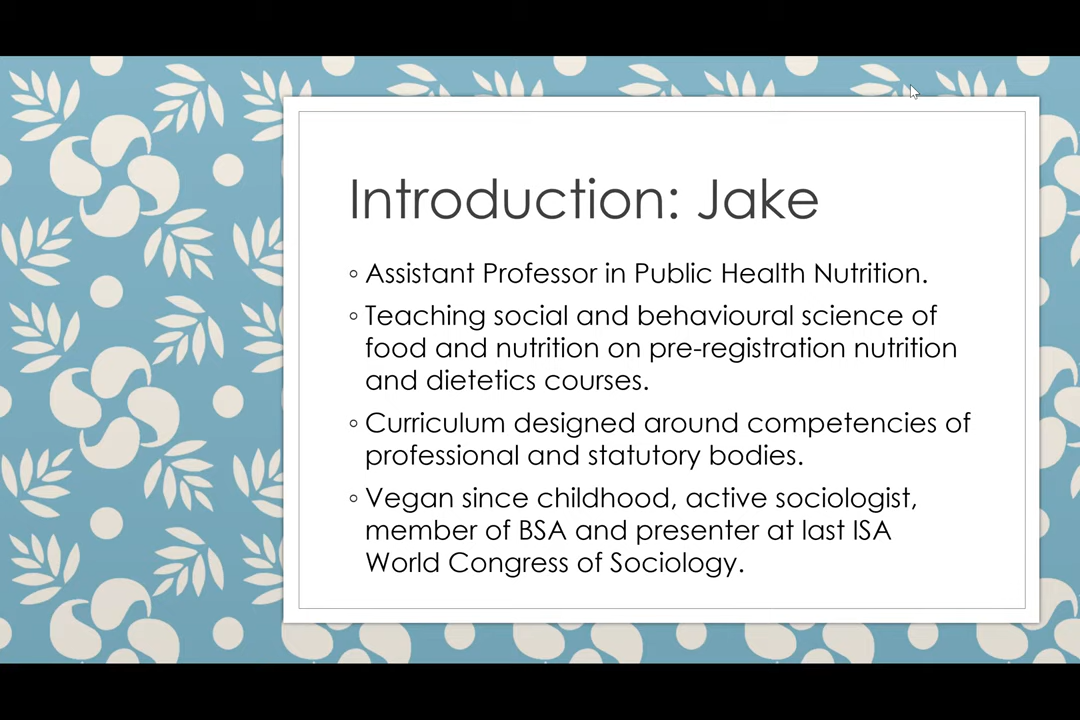 Introduction: Jake
Assistant Professor in Public Health Nutrition.
Teaching social and behavioural science of
food and nutrition on pre-registration nutrition
and dietetics courses.
Curriculum designed around competencies of
professional and statutory bodies.
Vegan since childhood, active sociologist,
member of BSA and presenter at last ISA
World Congress of Sociology.